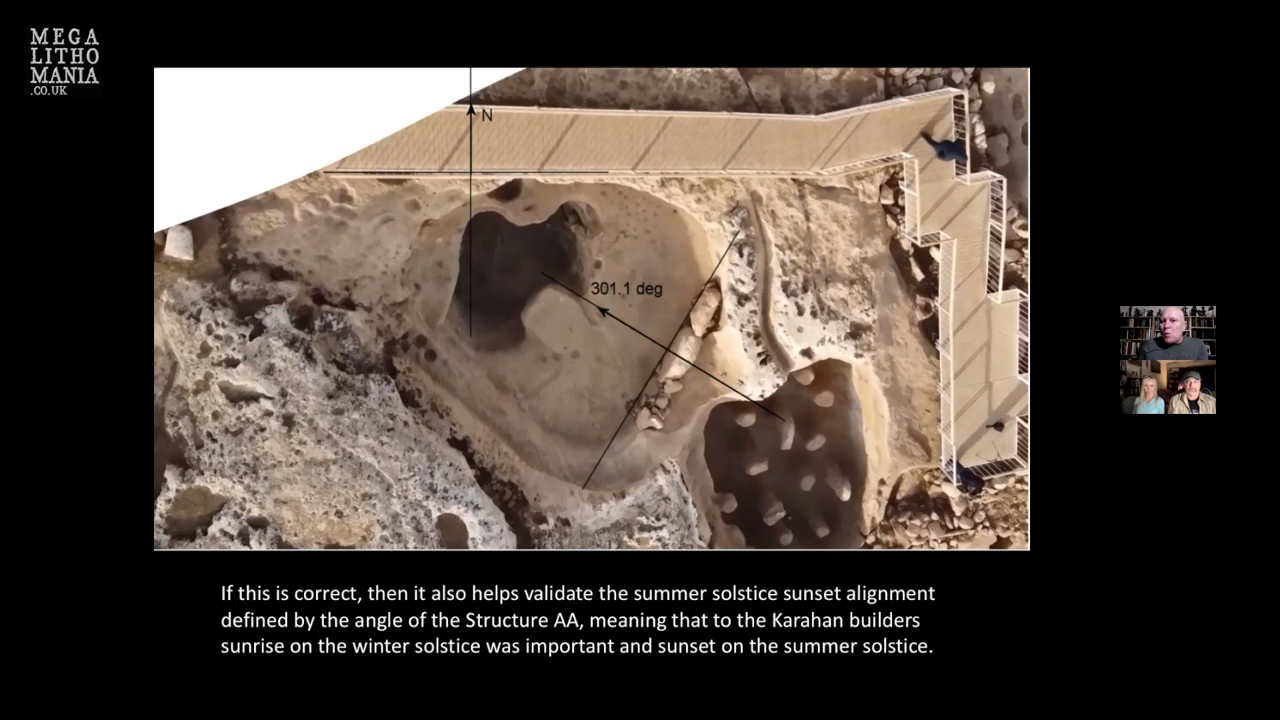 MEGA
LITHO
MANIA
.CO.UK
N
301.1 deg
If this is correct, then it also helps validate the summer solstice sunset alignment
defined by the angle of the Structure AA, meaning that to the Karahan builders
sunrise on the winter solstice was important and sunset on the summer solstice.